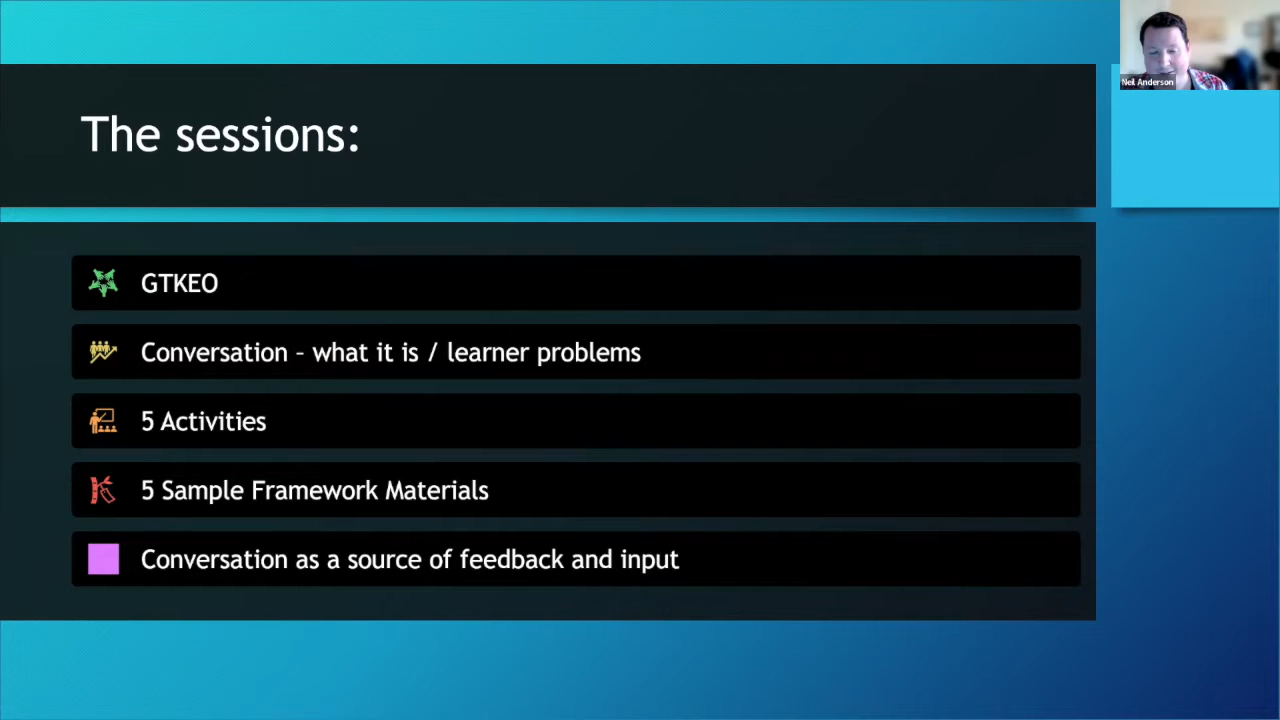 Neil Anderson
The sessions:
GTKEO
Conversation – what it is / learner problems
5 Activities
5 Sample Framework Materials
Conversation as a source of feedback and input